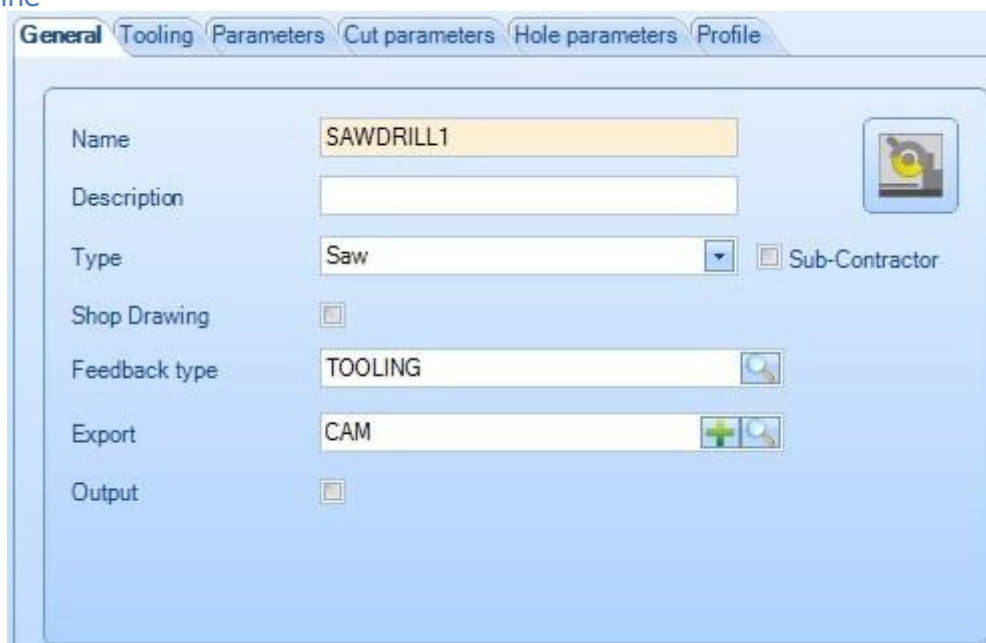 General Tooling Parameters Cut parameters Hole parameters Profile
Name SAWDRILL1
Description
Type Saw Sub-Contractor
Shop Drawing
Feedback type TOOLING
Export CAM
Output